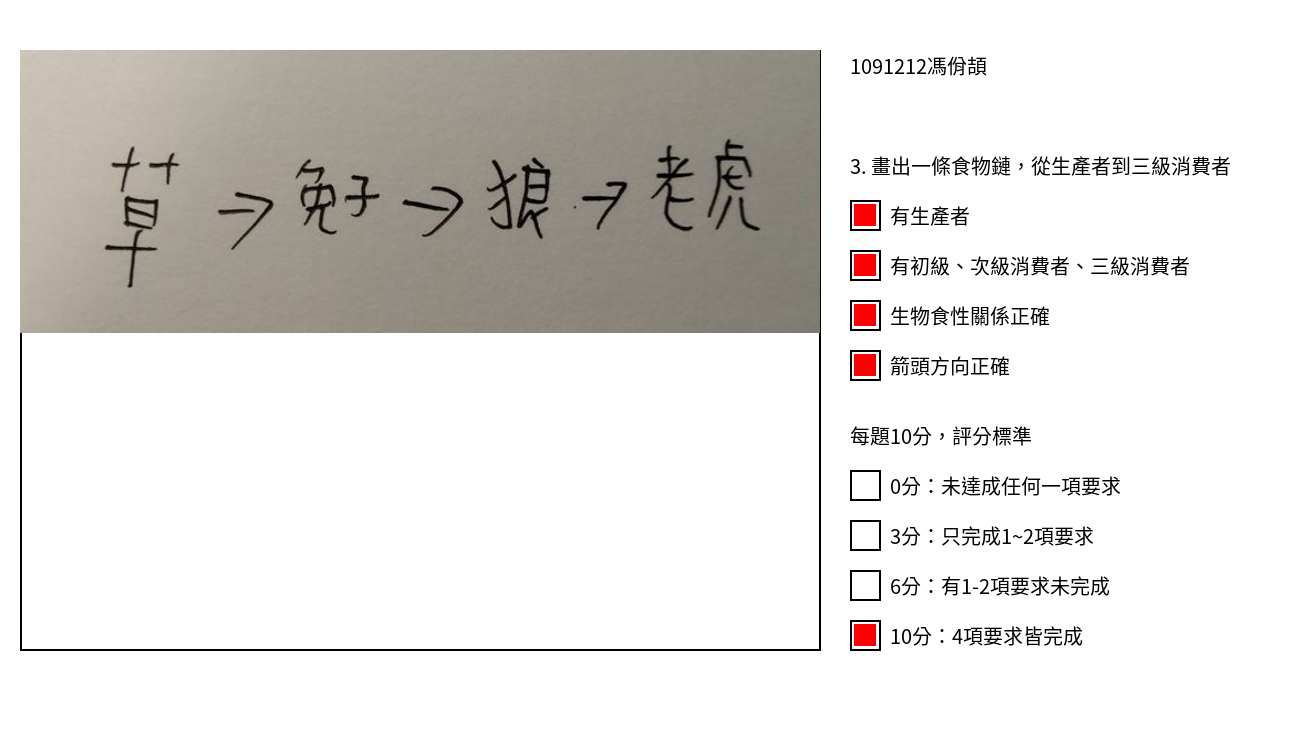 草→兔子→狼→老虎
1091212馮佾頡
3. 畫出一條食物鏈，從生產者到三級消費者
有生產者
有初級、次級消費者、三級消費者
生物食性關係正確
箭頭方向正確
每題10分，評分標準
0分：未達成任何一項要求
3分：只完成1~2項要求
6分：有1-2項要求未完成
10分：4項要求皆完成